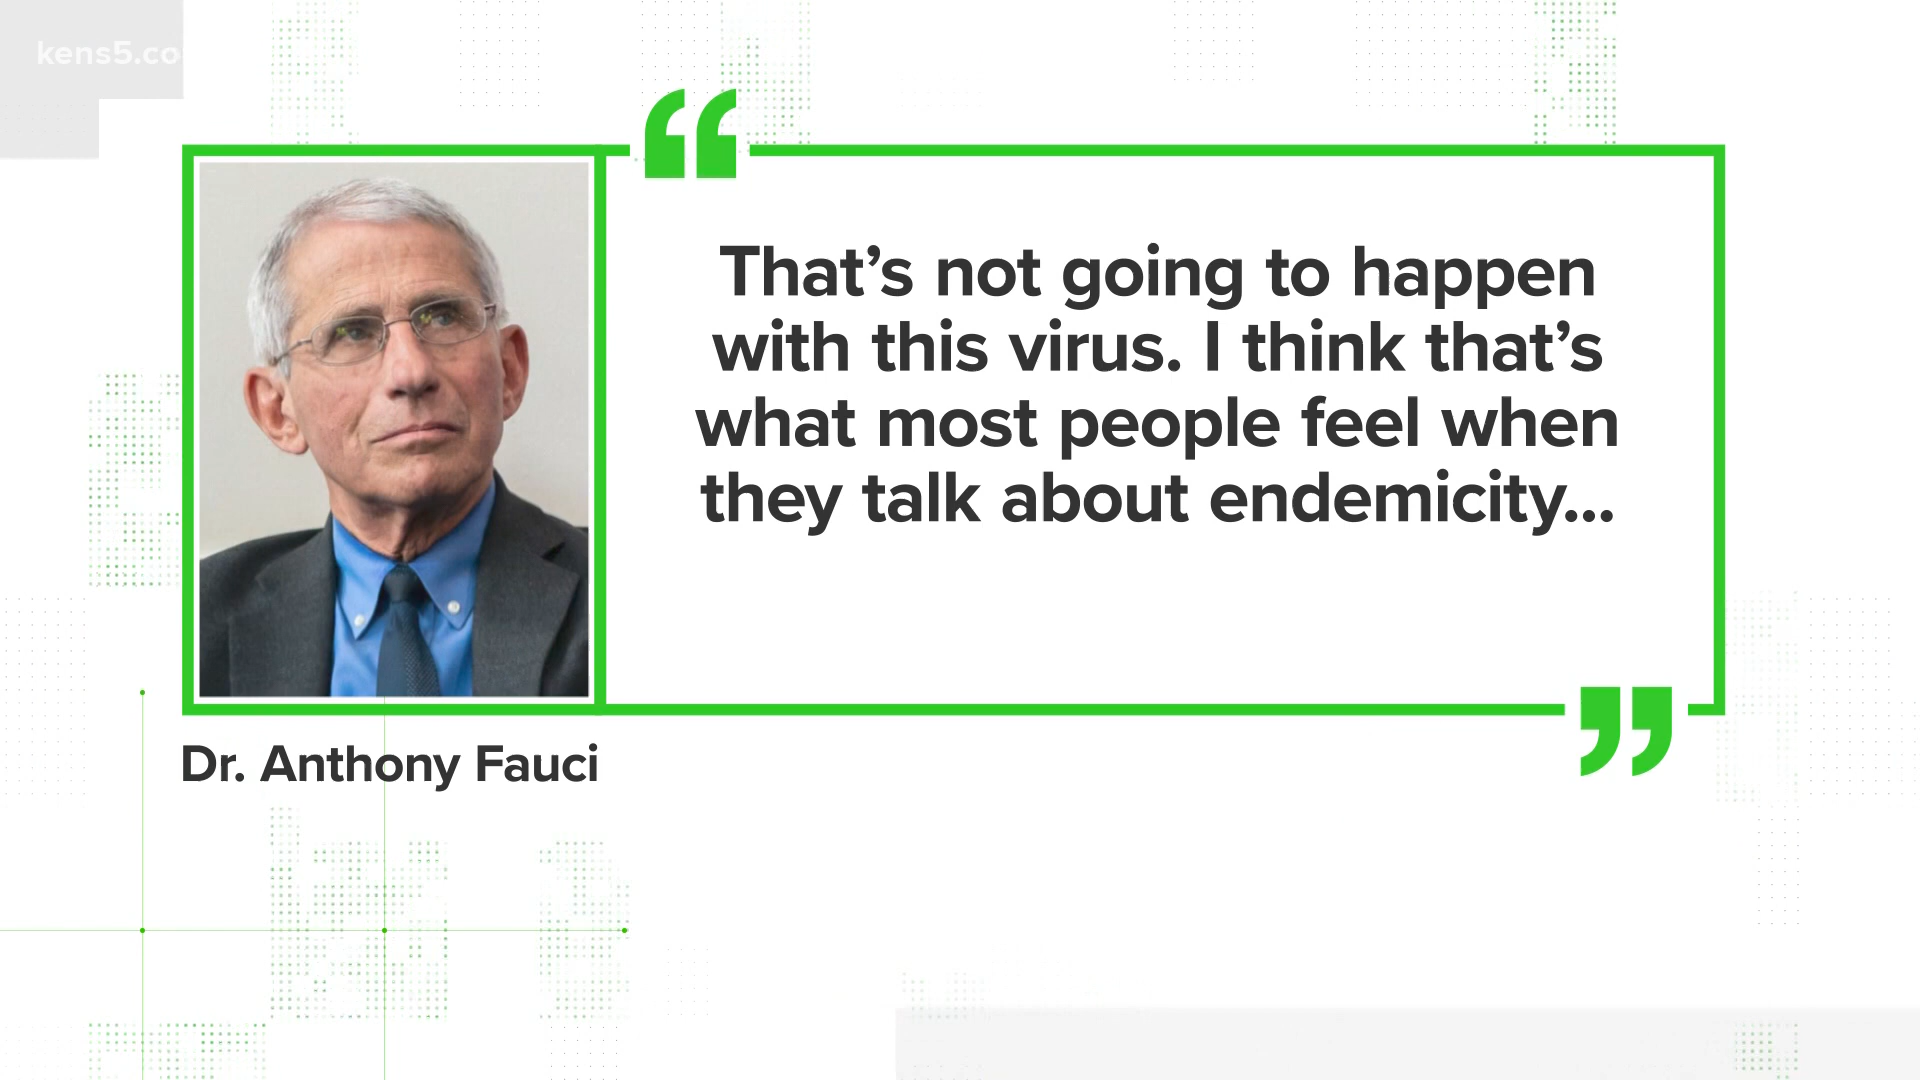 kens5.co
That’s not going to happen
with this virus. I think that’s
what most people feel when
they talk about endemicity...
Dr. Anthony Fauci